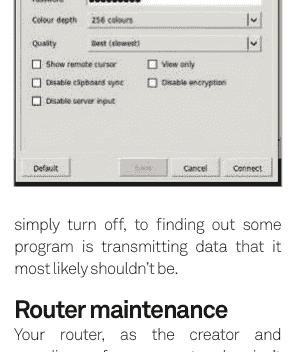 Password
Colour depth 256 colours
Quality Best (slowest)
Show remote cursor View only
Disable clipboard sync Disable encryption
Disable server input
Default Save Cancel Connect
simply turn off, to finding out some
program is transmitting data that it
most likely shouldn't be.
Router maintenance
Your router, as the creator and